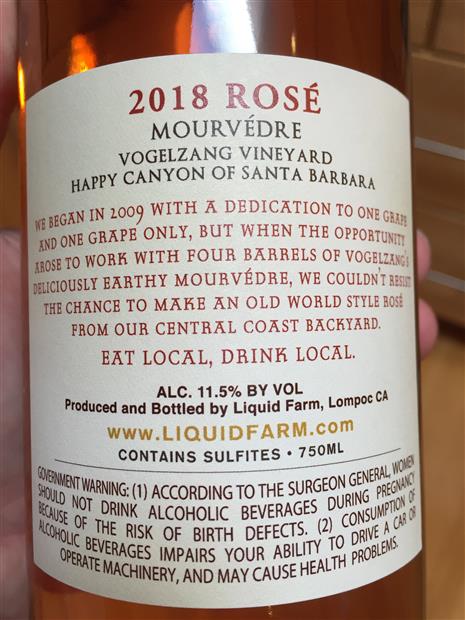 2018 ROSÉ
MOURVÉDRE
VOGELZANG VINEYARD
HAPPY CANYON OF SANTA BARBARA
WE BEGAN IN 2009 WITH A DEDICATION TO ONE GRAPE
AND ONE GRAPE ONLY, BUT WHEN THE OPPORTUNITY
AROSE TO WORK WITH FOUR BARRELS OF VOGELZANG'S
DELICIOUSLY EARTHY MOURVÉDRE, WE COULDN'T RESIST
THE CHANCE TO MAKE AN OLD WORLD STYLE ROSÉ
FROM OUR CENTRAL COAST BACKYARD.
EAT LOCAL, DRINK LOCAL.
ALC. 11.5% BY VOL
Produced and Bottled by Liquid Farm, Lompoc CA
www.LIQUIDFARM.com
CONTAINS SULFITES • 750ML
GOVERNMENT WARNING: (1) ACCORDING TO THE SURGEON GENERAL, WOMEN
SHOULD NOT DRINK ALCOHOLIC BEVERAGES DURING PREGNANCY
BECAUSE OF THE RISK OF BIRTH DEFECTS. (2) CONSUMPTION OF
ALCOHOLIC BEVERAGES IMPAIRS YOUR ABILITY TO DRIVE A CAR OR
OPERATE MACHINERY, AND MAY CAUSE HEALTH PROBLEMS.